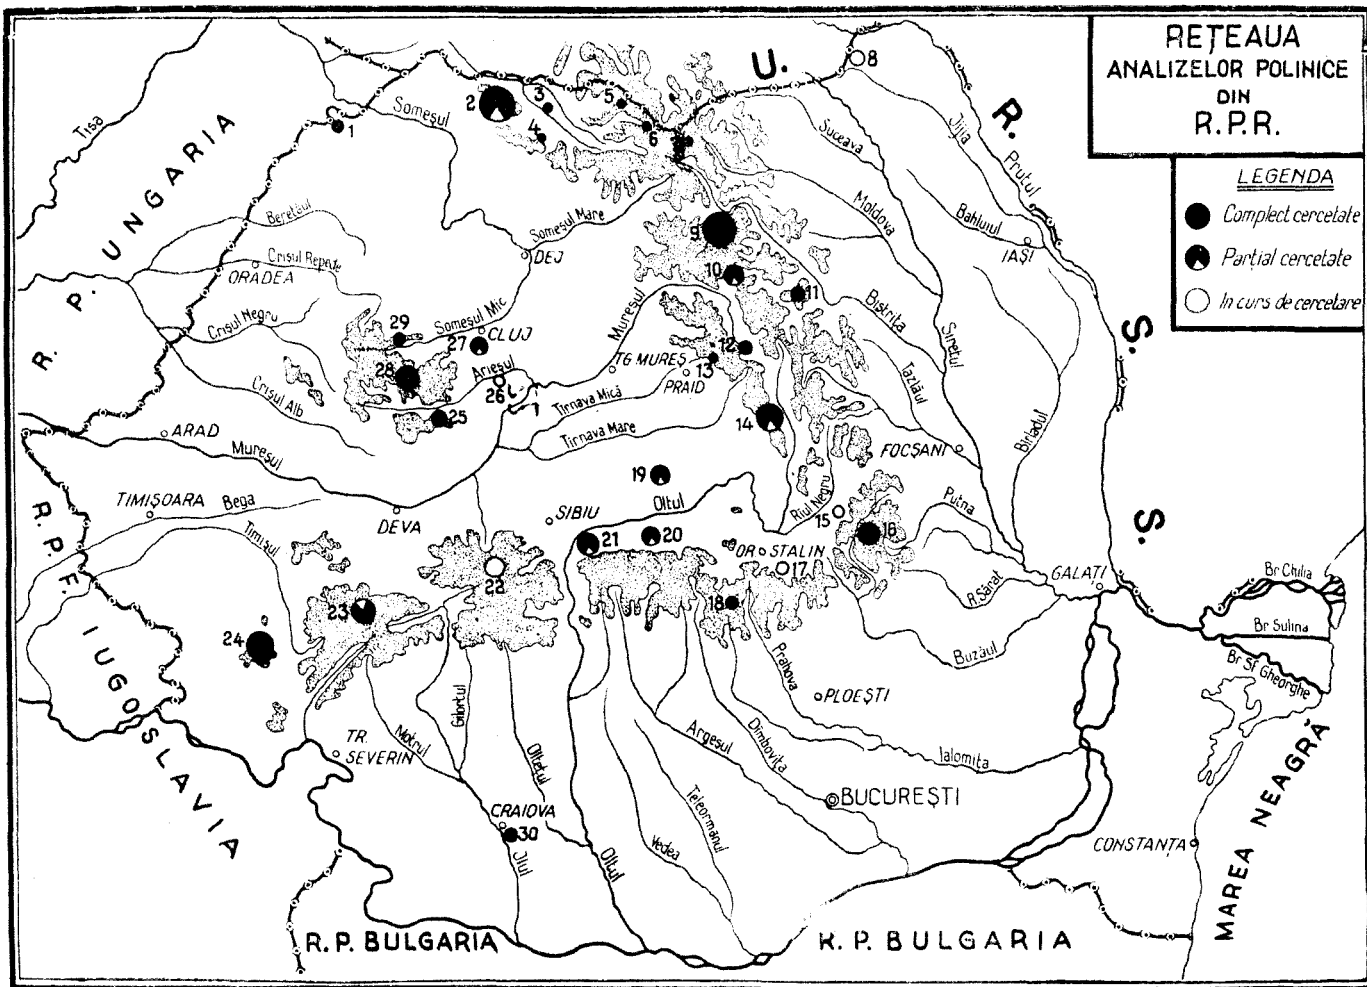 REŢEAUA
ANALIZELOR POLINICE
DIN
R.P.R.
LEGENDA
Complect cercetate
Parţial cercetate
In curs de cercetare
U.
R.
S.
S.
R. P. UNGARIA
R. P. F. IUGOSLAVIA
R.P. BULGARIA
R.P. BULGARIA
MAREA NEAGRĂ
Tisa
Someșul
Suceava
Jijia
Prutul
Moldova
Bahluiul
IAȘI
Beretăul
Someșul Mare
DEJ
Crișul Repede
ORADEA
Crișul Negru
Someșul Mic
CLUJ
Mureșul
Bistrița
Siretul
Arieșul
TG MUREȘ
PRAID
Tazlăul
Crișul Alb
Tîrnava Mică
Tîrnava Mare
Bîrladul
ARAD
Mureșul
FOCȘANI
TIMIȘOARA
Bega
DEVA
SIBIU
Oltul
Rîul Negru
Putna
Timișul
OR STALIN
GALAȚI
R. Sărat
Br Chilia
Br Sulina
Br Sf Gheorghe
Buzăul
Prahova
PLOEȘTI
Gilortul
Motrul
TR.
SEVERIN
Oltețul
Argeșul
Dîmbovița
Ialomița
BUCUREȘTI
Teleormanul
Vedea
CRAIOVA
Jiul
Oltul
CONSTANȚA
1
2
3
4
5
6
8
9
10
11
12
13
14
15
16
17
18
19
20
21
22
23
24
25
26
27
28
29
30